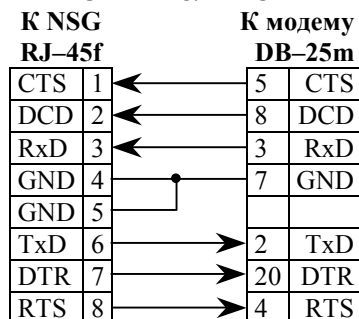 К NSG К модему
RJ–45f DB–25m
CTS 1 5 CTS
DCD 2 8 DCD
RxD 3 3 RxD
GND 4 7 GND
GND 5
TxD 6 2 TxD
DTR 7 20 DTR
RTS 8 4 RTS